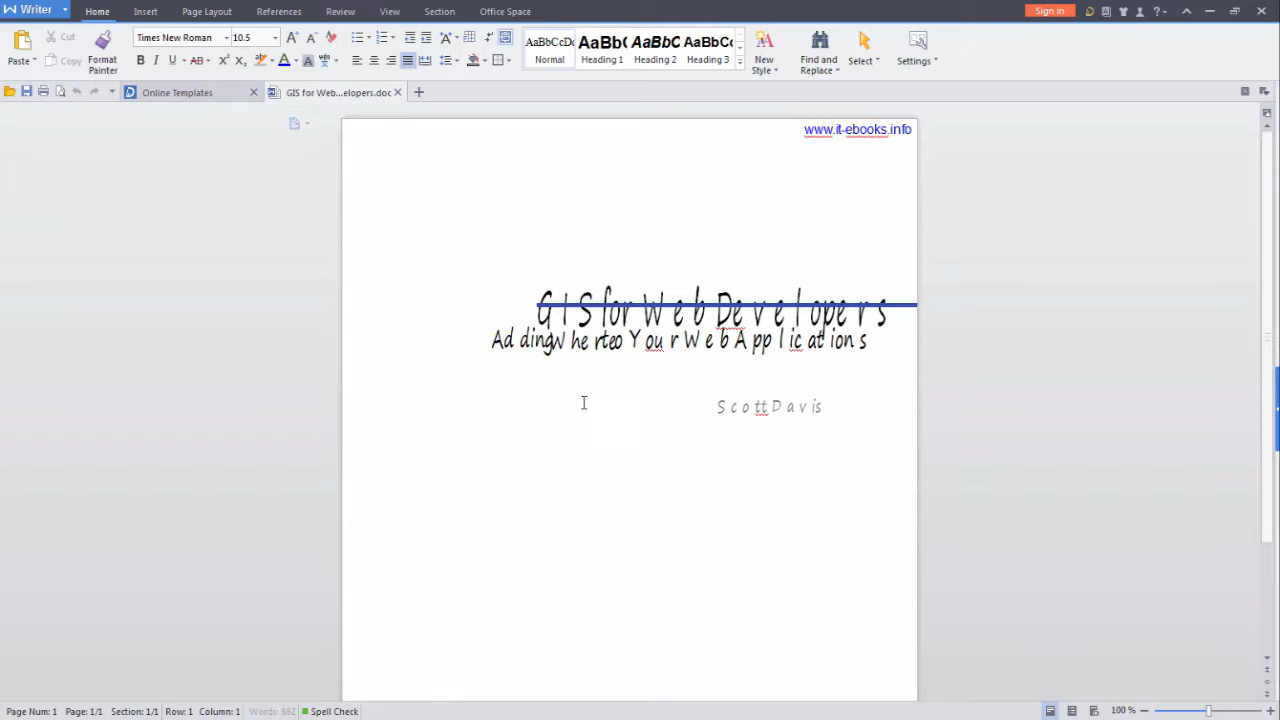 Writer
Home Insert Page Layout References Review View Section Office Space
Sign in
Paste Cut Copy Format Painter
Times New Roman 10.5
AaBbCcDc AaBb( AaBbC AaBbC(
Normal Heading 1 Heading 2 Heading 3
New Style Find and Replace Select Settings
Online Templates GIS for Web...elopers.doc
www.it-ebooks.info
G I S for W e b De v e l ope r s
Ad ding W he rteo Y ou r W e b A pp l ic at ion s
S c o tt D a v is
Page Num: 1 Page: 1/1 Section: 1/1 Row: 1 Column: 1 Words: 562 Spell Check 100 %